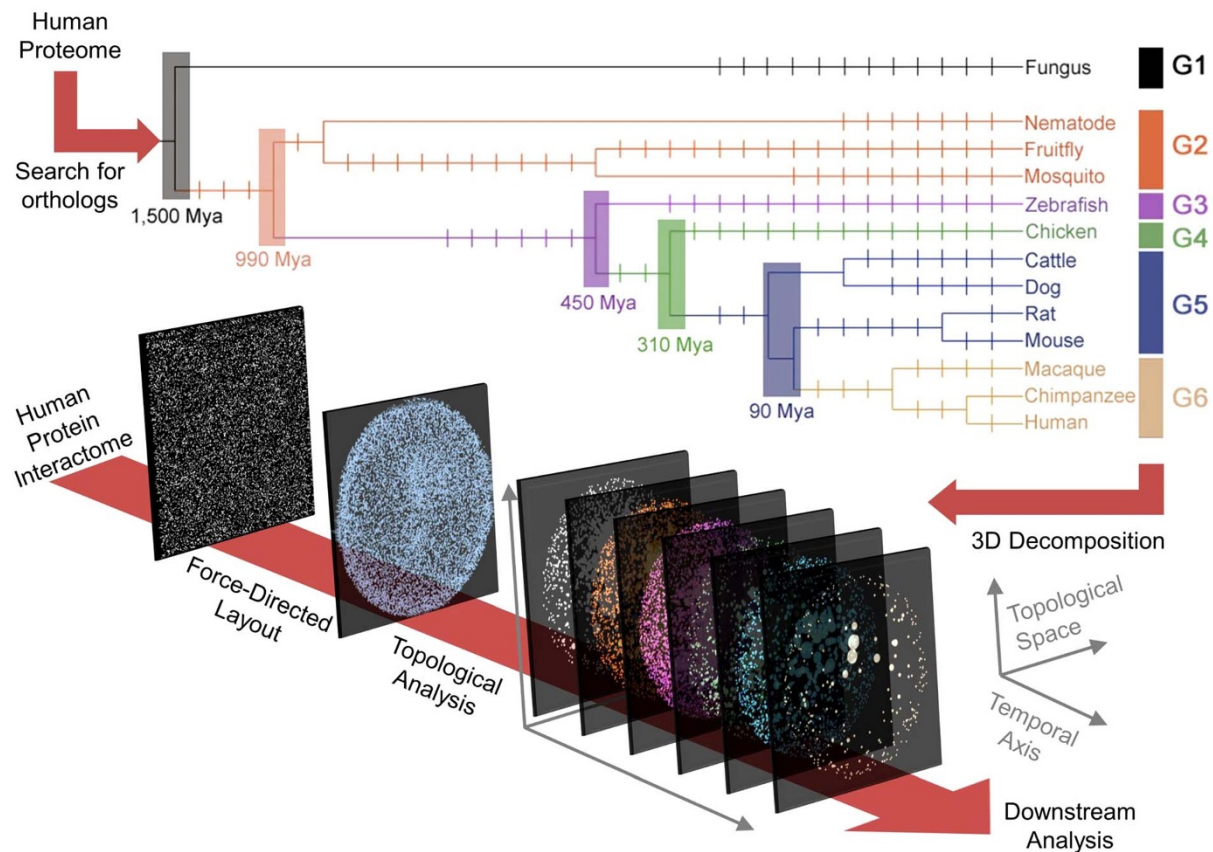 Human
Proteome
Search for
orthologs
1,500 Mya
990 Mya
450 Mya
310 Mya
90 Mya
Fungus
Nematode
Fruitfly
Mosquito
Zebrafish
Chicken
Cattle
Dog
Rat
Mouse
Macaque
Chimpanzee
Human
G1
G2
G3
G4
G5
G6
Human
Protein
Interactome
Force-Directed
Layout
Topological
Analysis
3D Decomposition
Topological
Space
Temporal
Axis
Downstream
Analysis